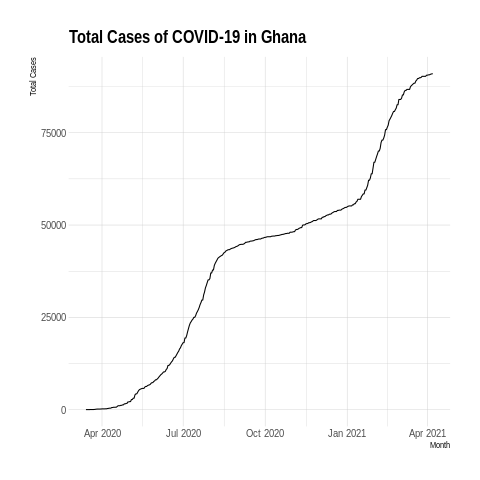 Total Cases of COVID-19 in Ghana
Total Cases
75000
50000
25000
0
Apr 2020 Jul 2020 Oct 2020 Jan 2021 Apr 2021
Month